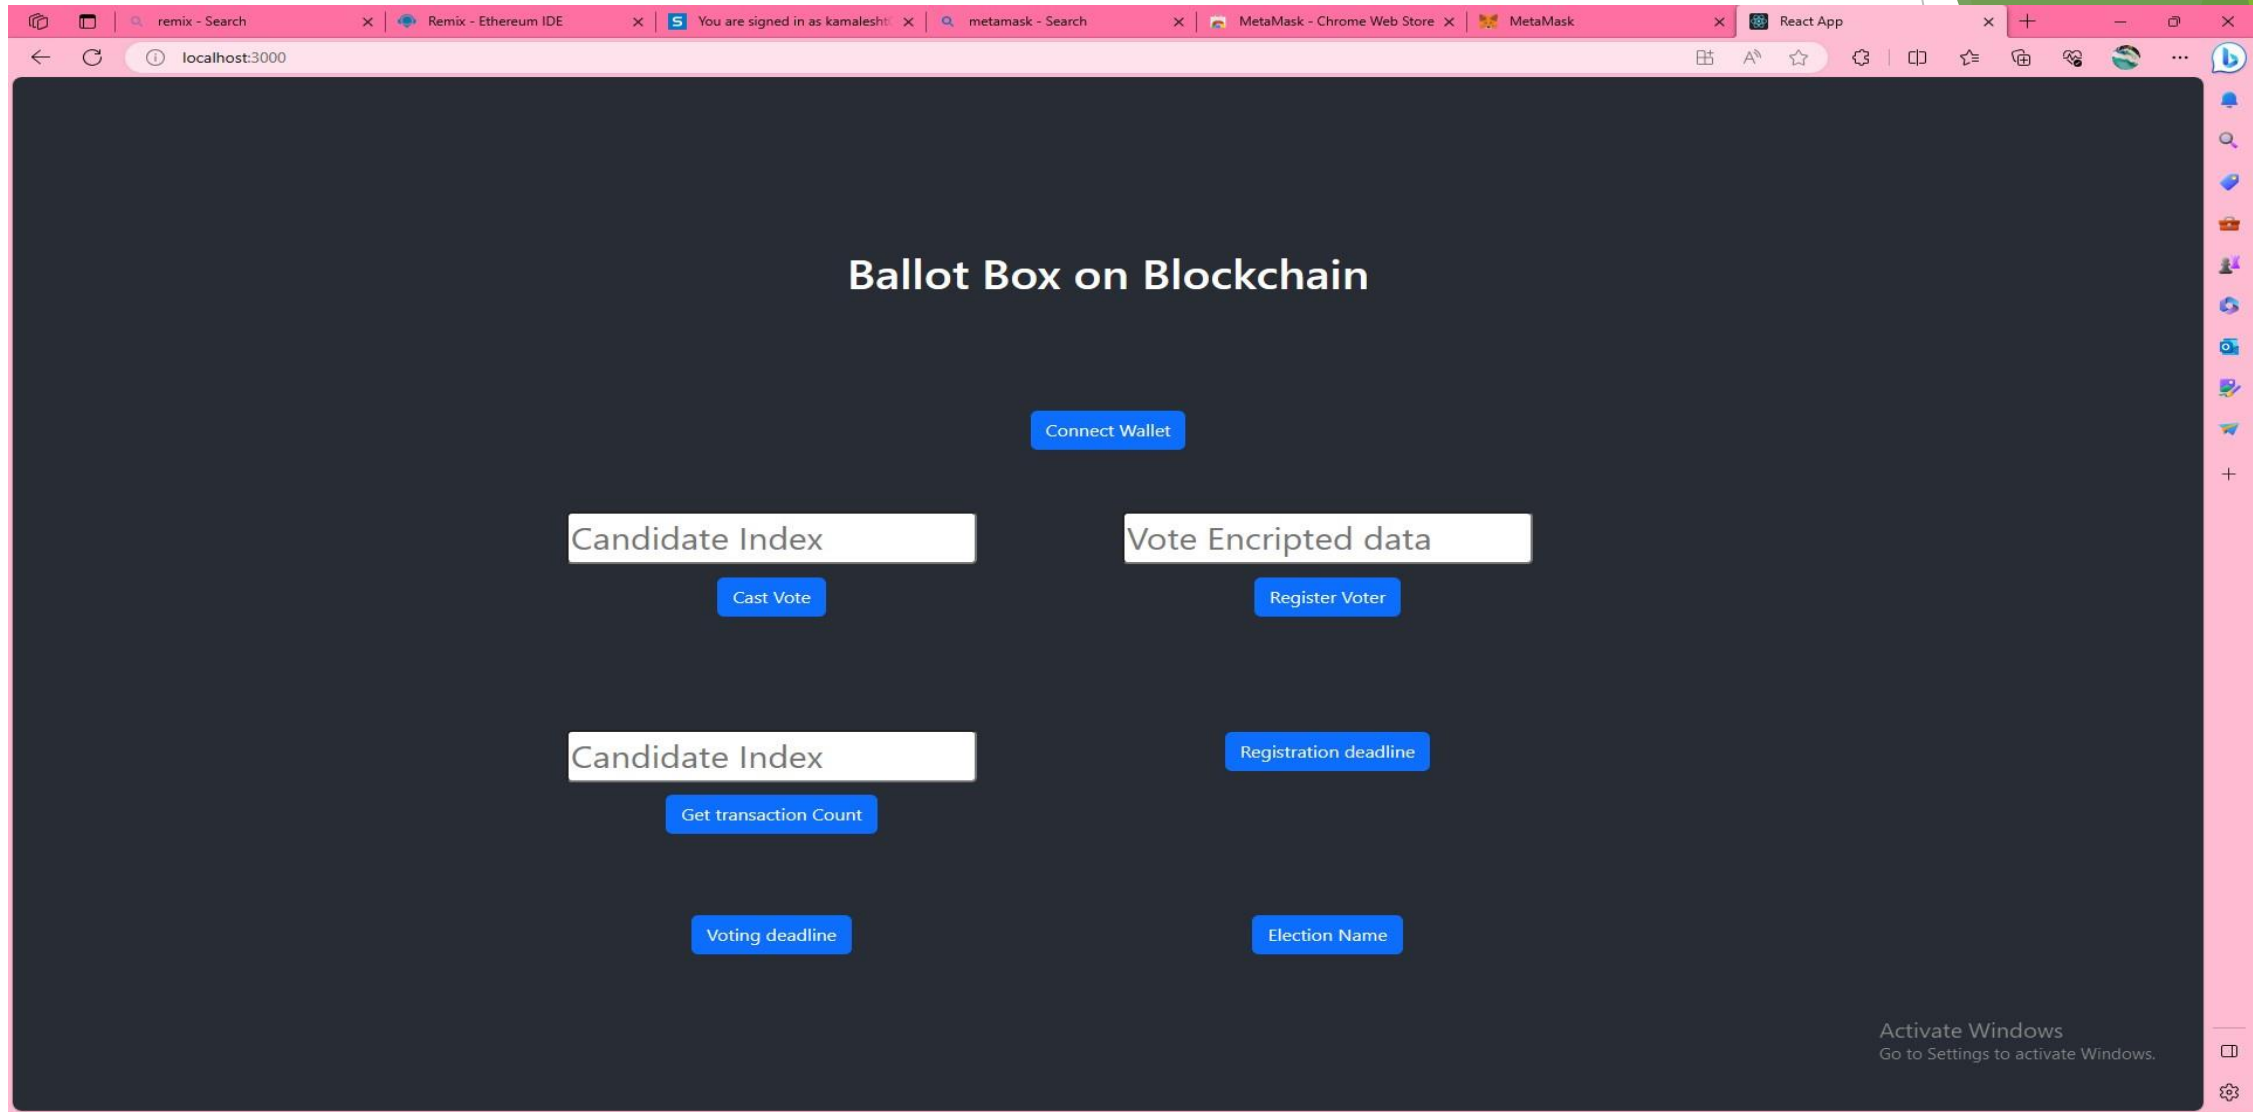 remix - Search
Remix - Ethereum IDE
You are signed in as kamalesht
metamask - Search
MetaMask - Chrome Web Store
MetaMask
React App
localhost:3000
Ballot Box on Blockchain
Connect Wallet
Candidate Index
Vote Encripted data
Cast Vote
Register Voter
Candidate Index
Registration deadline
Get transaction Count
Voting deadline
Election Name
Activate Windows
Go to Settings to activate Windows.